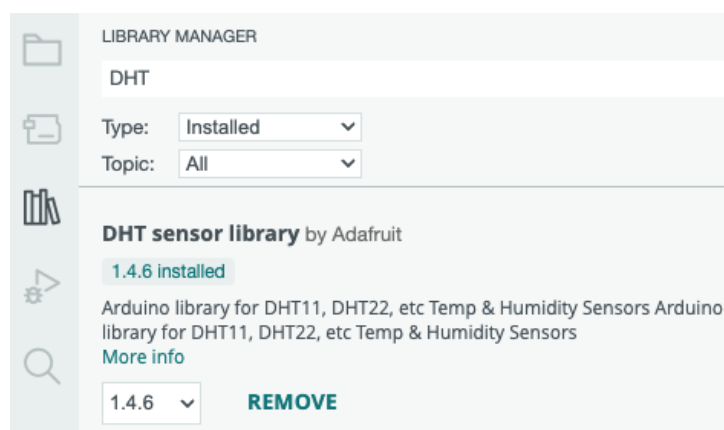 LIBRARY MANAGER
DHT
Type: Installed
Topic: All
DHT sensor library by Adafruit
1.4.6 installed
Arduino library for DHT11, DHT22, etc Temp & Humidity Sensors Arduino
library for DHT11, DHT22, etc Temp & Humidity Sensors
More info
1.4.6 REMOVE